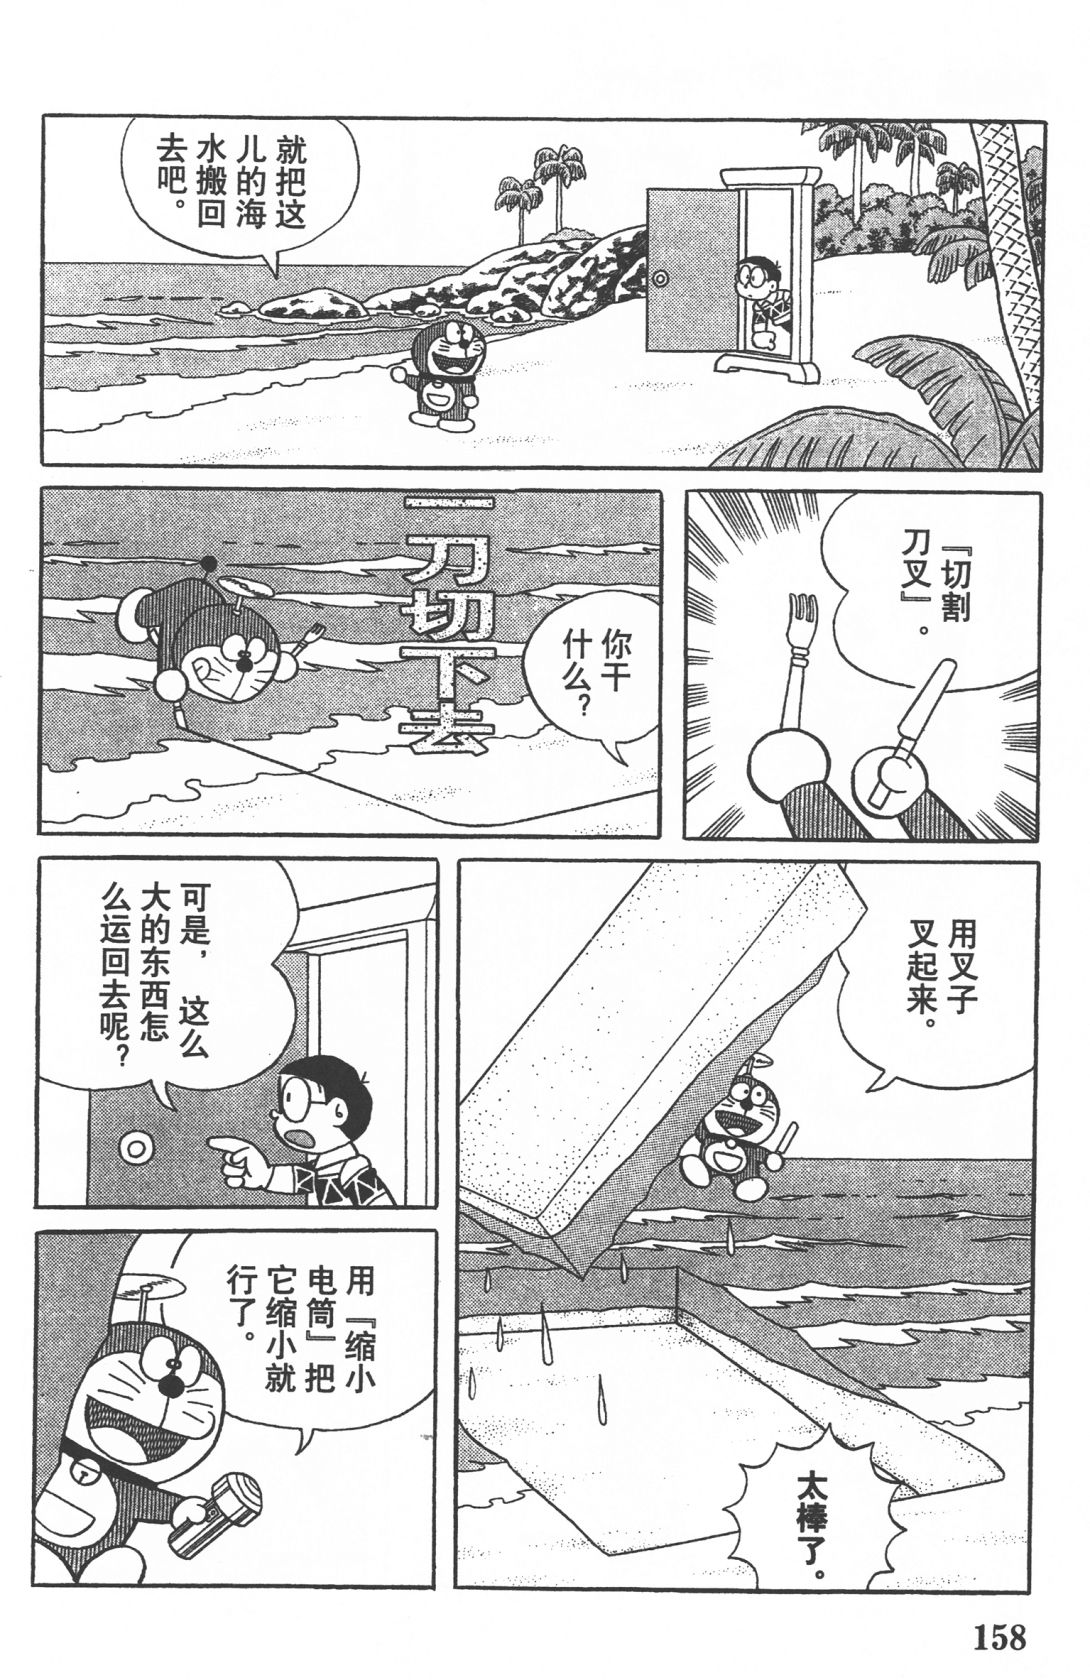 就把这
儿的海
水搬回
去吧。
『切割
刀叉』。
你干
什么?
一刀切下去
用叉子
叉起来。
太棒了。
可是,这么
大的东西怎
么运回去呢?
用『缩小
电筒』把
它缩小就
行了。
158